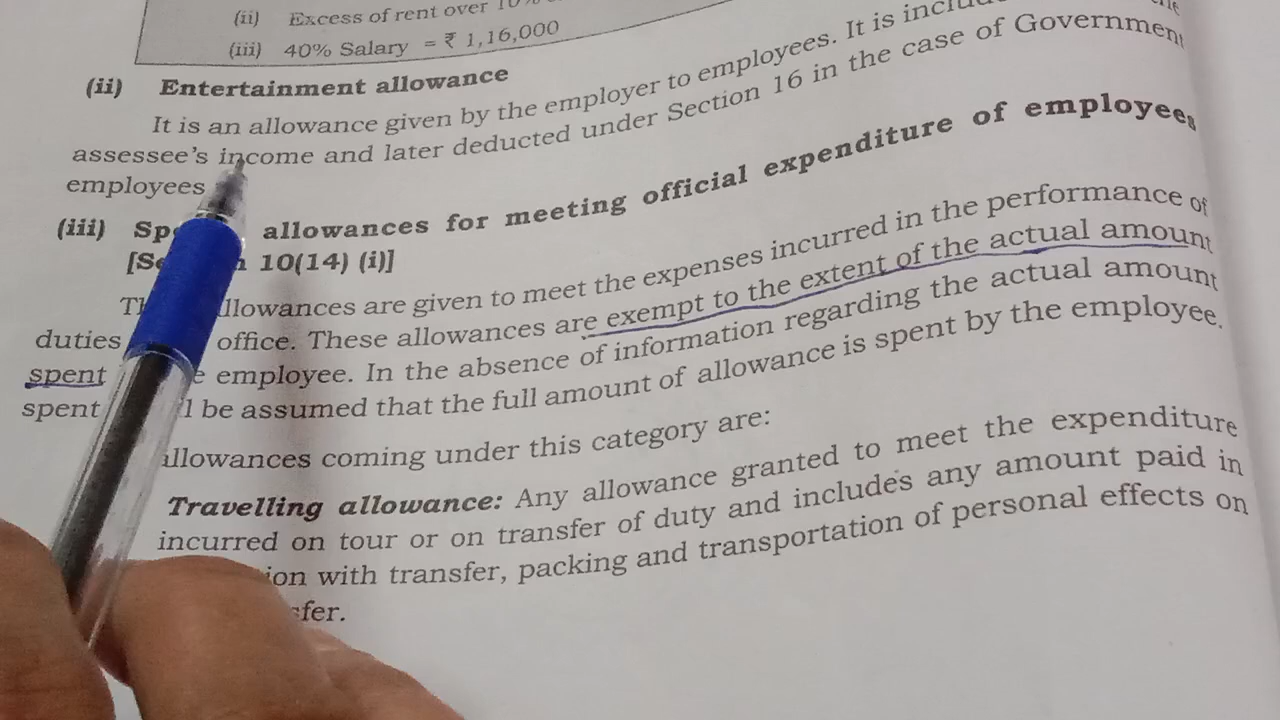 (ii) Excess of rent over 10%
(iii) 40% Salary = ₹ 1,16,000
(ii) Entertainment allowance
It is an allowance given by the employer to employees. It is
assessee's income and later deducted under Section 16 in the case of Government
employees
(iii) allowances for meeting official expenditure of employees
10(14) (i)]
are given to meet the expenses incurred in the performance of
duties office. These allowances are exempt to the extent of the actual amount
spent employee. In the absence of information regarding the actual amount
spent be assumed that the full amount of allowance is spent by the employee.
allowances coming under this category are:
Travelling allowance: Any allowance granted to meet the expenditure
incurred on tour or on transfer of duty and includes any amount paid in
with transfer, packing and transportation of personal effects on